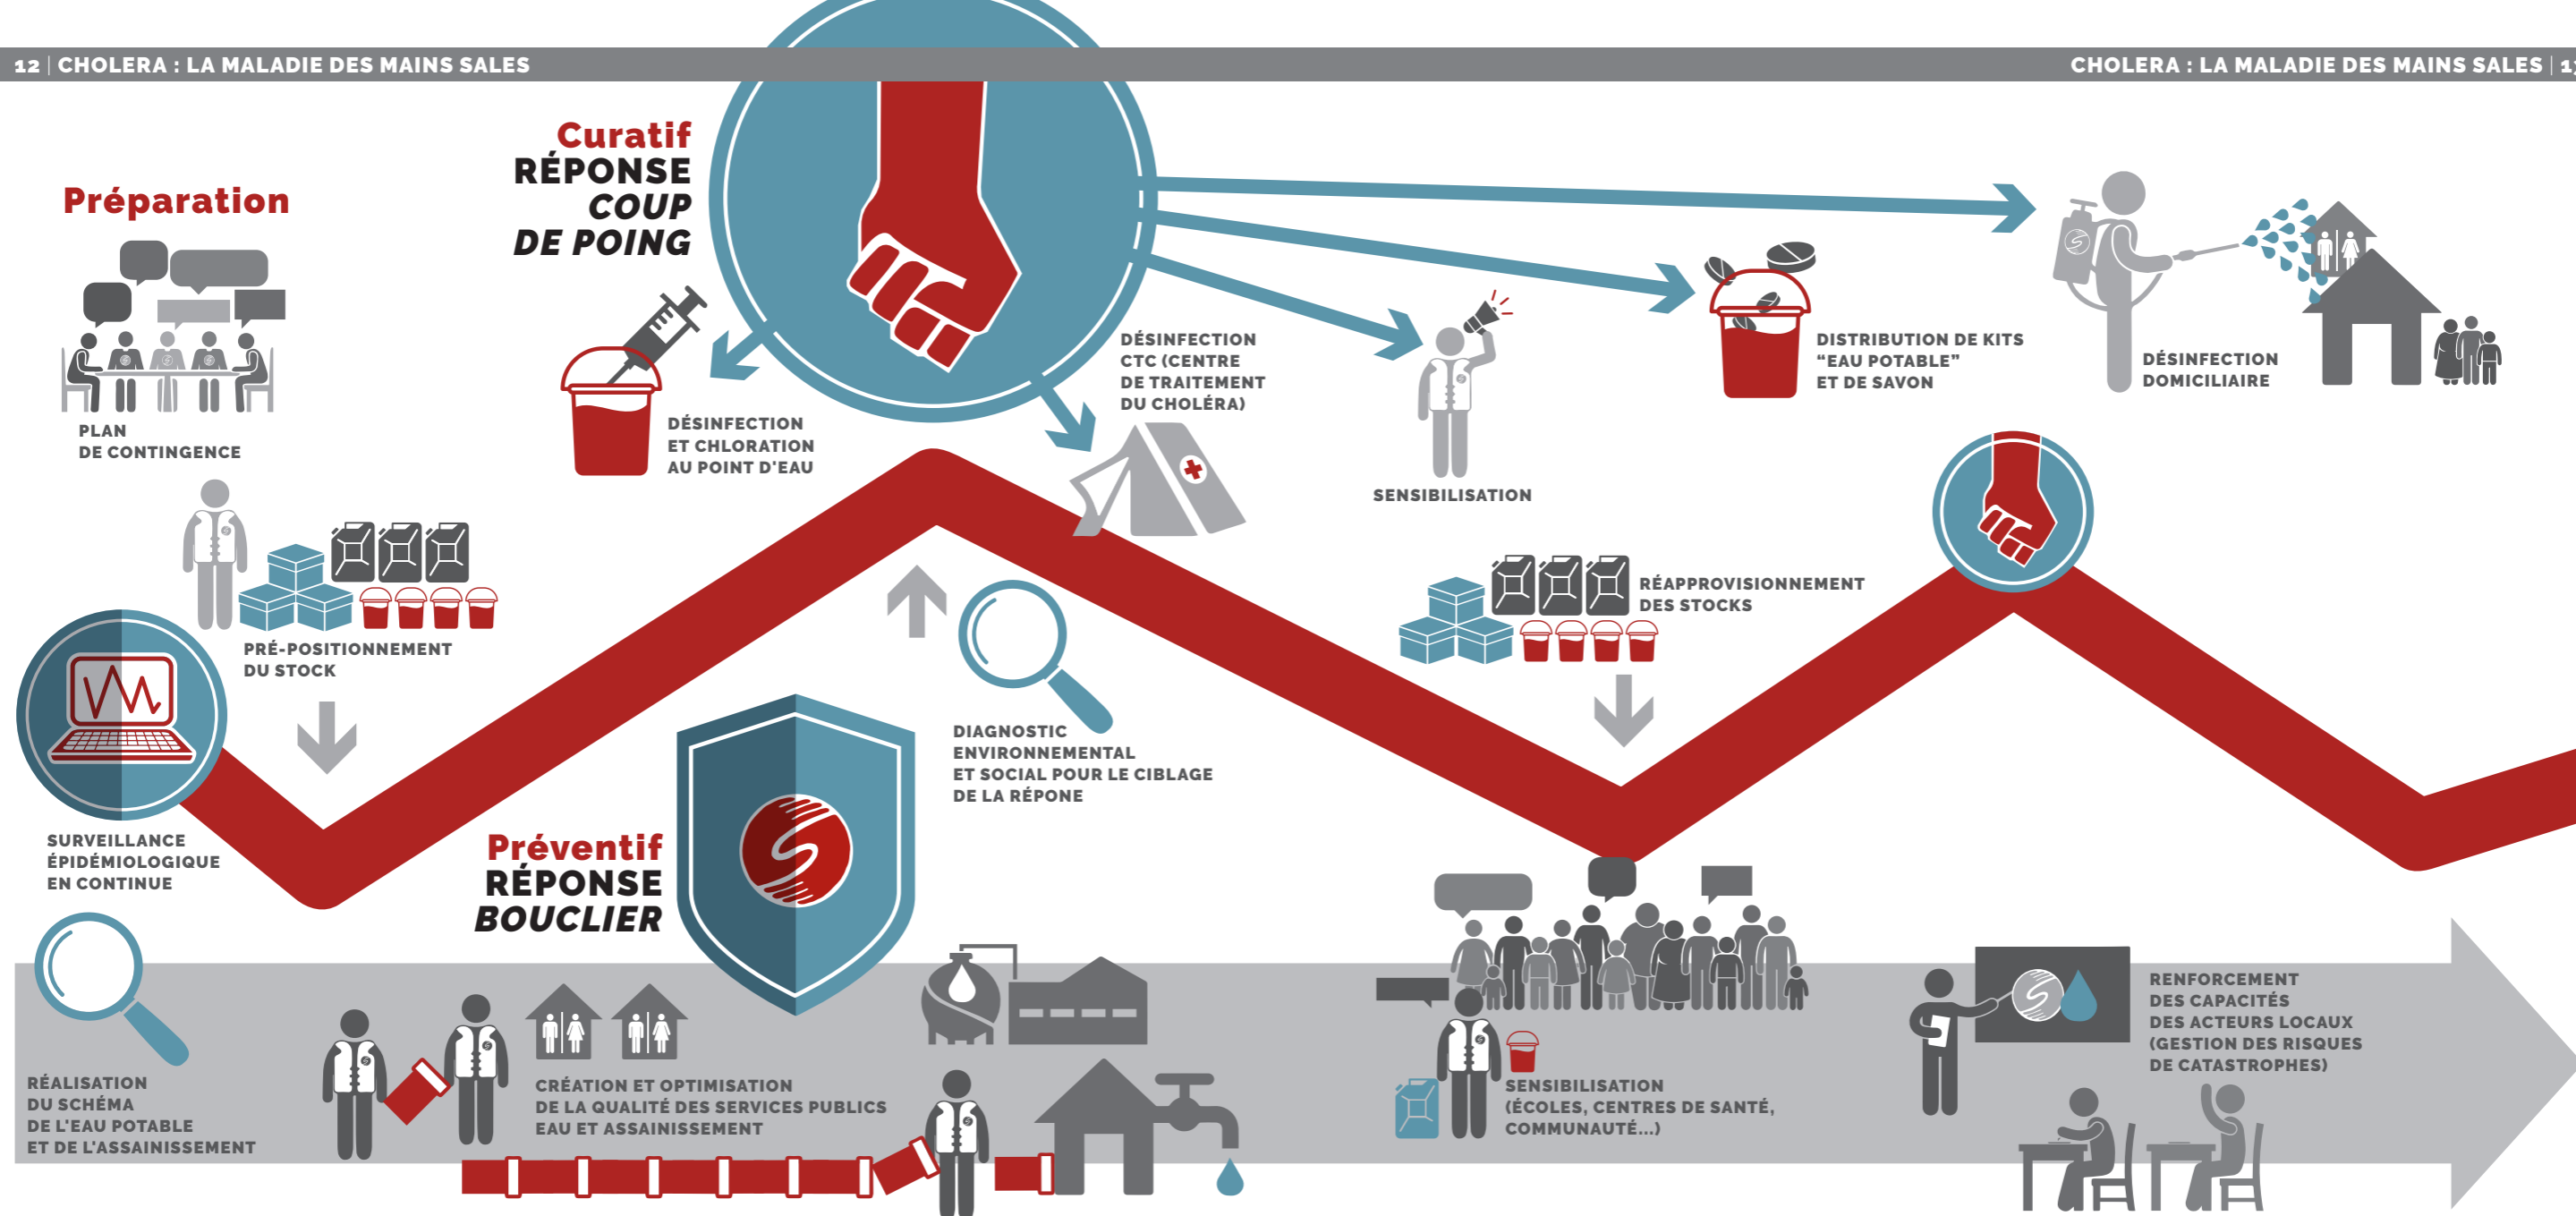 12 | CHOLERA : LA MALADIE DES MAINS SALES
CHOLERA : LA MALADIE DES MAINS SALES |
Préparation
PLAN
DE CONTINGENCE
PRÉ-POSITIONNEMENT
DU STOCK
SURVEILLANCE
ÉPIDÉMIOLOGIQUE
EN CONTINUE
Curatif
RÉPONSE
COUP
DE POING
DÉSINFECTION
ET CHLORATION
AU POINT D'EAU
DÉSINFECTION
CTC (CENTRE
DE TRAITEMENT
DU CHOLÉRA)
SENSIBILISATION
DISTRIBUTION DE KITS
“EAU POTABLE”
ET DE SAVON
DÉSINFECTION
DOMICILIAIRE
DIAGNOSTIC
ENVIRONNEMENTAL
ET SOCIAL POUR LE CIBLAGE
DE LA RÉPONE
RÉAPPROVISIONNEMENT
DES STOCKS
Préventif
RÉPONSE
BOUCLIER
RÉALISATION
DU SCHÉMA
DE L'EAU POTABLE
ET DE L'ASSAINISSEMENT
CRÉATION ET OPTIMISATION
DE LA QUALITÉ DES SERVICES PUBLICS
EAU ET ASSAINISSEMENT
SENSIBILISATION
(ÉCOLES, CENTRES DE SANTÉ,
COMMUNAUTÉ...)
RENFORCEMENT
DES CAPACITÉS
DES ACTEURS LOCAUX
(GESTION DES RISQUES
DE CATASTROPHES)